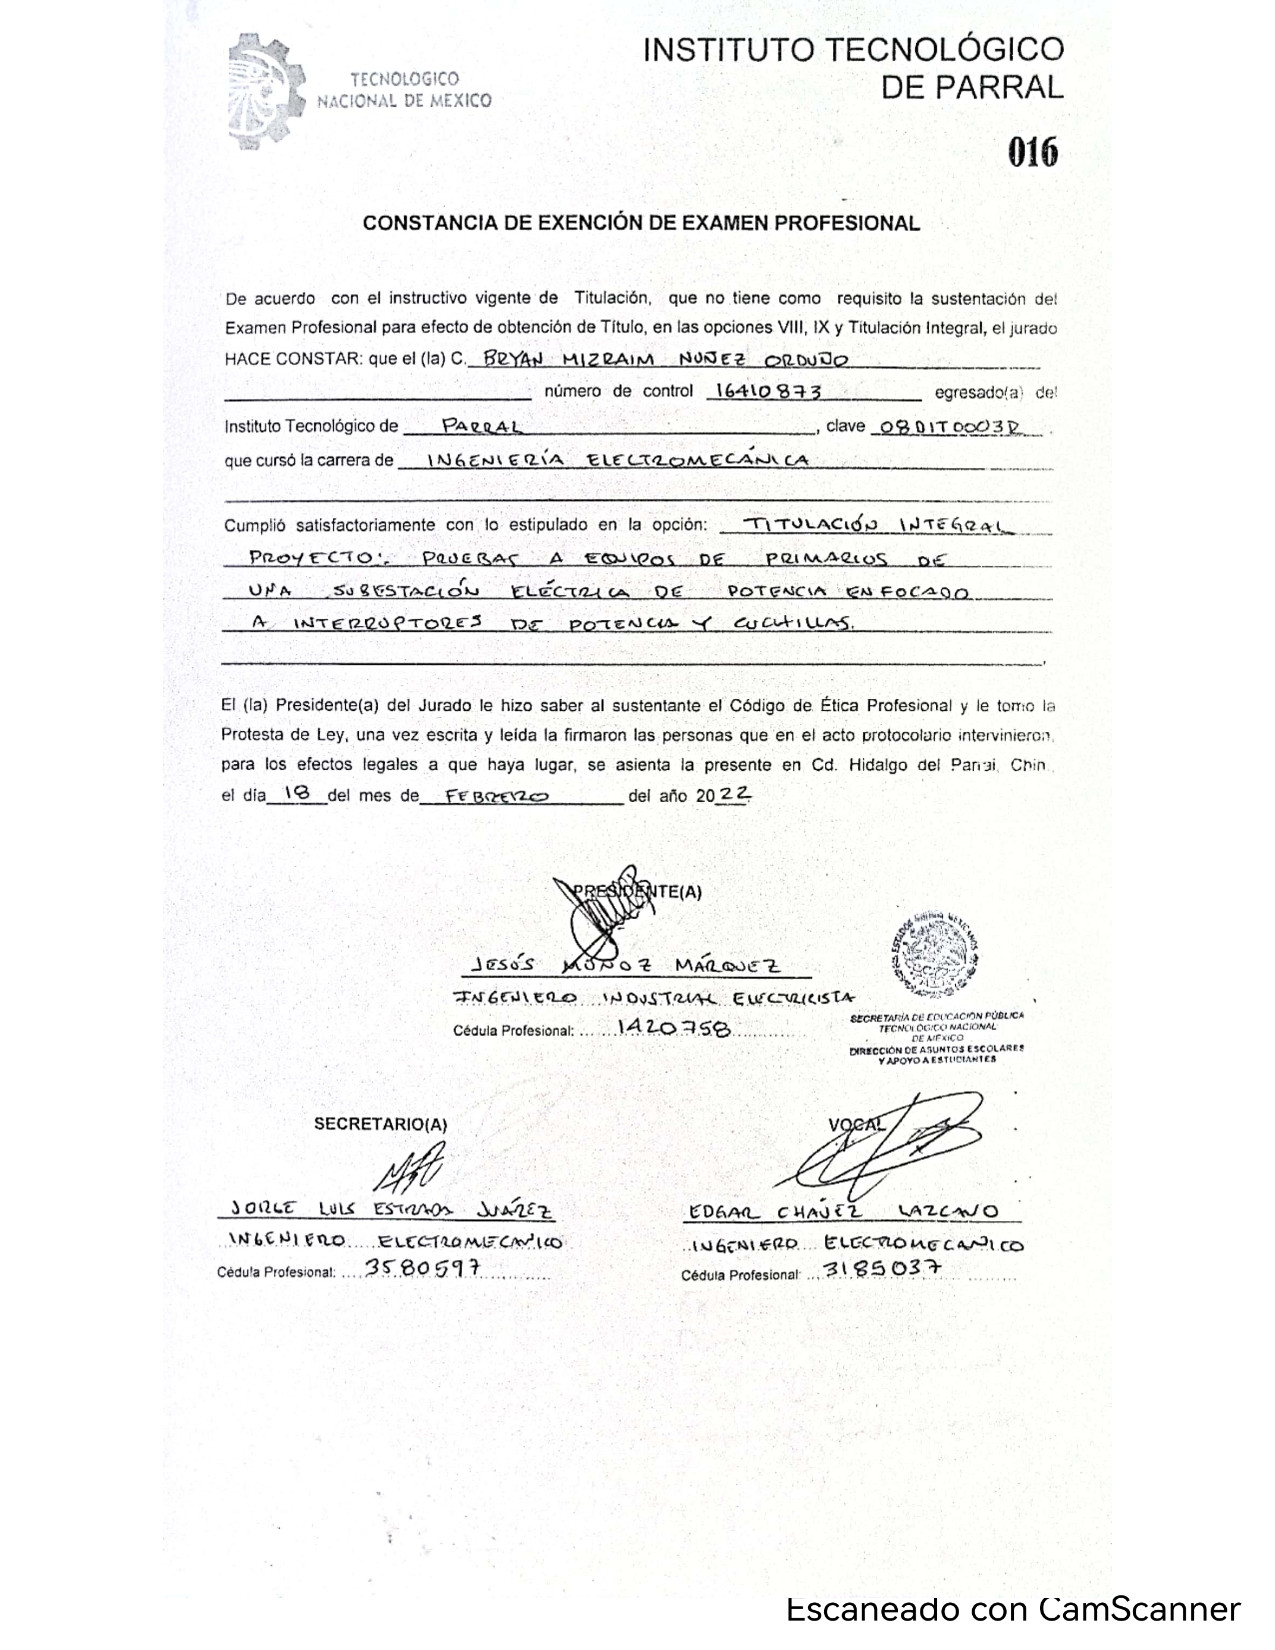 TECNOLOGICO
NACIONAL DE MEXICO
INSTITUTO TECNOLÓGICO
DE PARRAL
016
CONSTANCIA DE EXENCIÓN DE EXAMEN PROFESIONAL
De acuerdo con el instructivo vigente de Titulación, que no tiene como requisito la sustentación del
Examen Profesional para efecto de obtención de Título, en las opciones VIII, IX y Titulación Integral, el jurado
HACE CONSTAR: que el (la) C. BRYAN MIZRAIM NUÑEZ ORDUÑO
número de control 16410873 egresado(a) del
Instituto Tecnológico de PARRAL, clave 08DIT0003R.
que cursó la carrera de INGENIERÍA ELECTROMECÁNICA
Cumplió satisfactoriamente con lo estipulado en la opción: TITULACIÓN INTEGRAL
PROYECTO: PRUEBAS A EQUIPOS DE PRIMARIOS DE
UNA SUBESTACIÓN ELÉCTRICA DE POTENCIA ENFOCADO
A INTERRUPTORES DE POTENCIA Y CUCHILLAS.
El (la) Presidente(a) del Jurado le hizo saber al sustentante el Código de Ética Profesional y le tomo la
Protesta de Ley, una vez escrita y leída la firmaron las personas que en el acto protocolario intervinieron,
para los efectos legales a que haya lugar, se asienta la presente en Cd. Hidalgo del Parral, Chih.
el día 18 del mes de FEBRERO del año 2022
PRESIDENTE(A)
JESÚS MUÑOZ MÁRQUEZ
INGENIERO INDUSTRIAL ELECTRICISTA
Cédula Profesional: 1420758
ESTADOS UNIDOS MEXICANOS
SECRETARÍA DE EDUCACIÓN PÚBLICA
TECNOLÓGICO NACIONAL
DE MÉXICO
DIRECCIÓN DE ASUNTOS ESCOLARES
Y APOYO A ESTUDIANTES
SECRETARIO(A)
JORGE LUIS ESTRADA JUÁREZ
INGENIERO ELECTROMECANICO
Cédula Profesional: 3580597
VOCAL
EDGAR CHAVEZ LAZCANO
INGENIERO ELECTROMECANICO
Cédula Profesional: 3185037
Escaneado con CamScanner